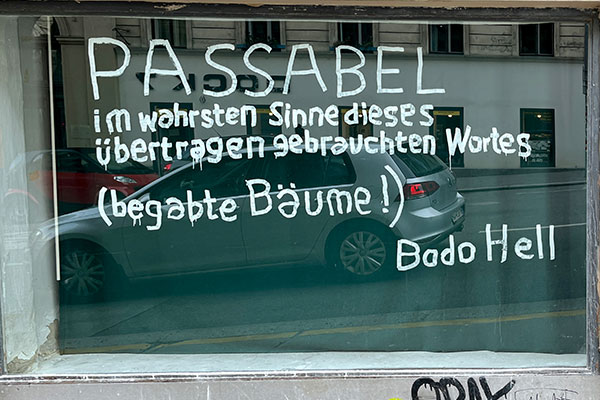 PASSABEL
im wahrsten Sinne dieses
übertragen gebrauchten Wortes
(begabte Bäume!)
Bodo Hell